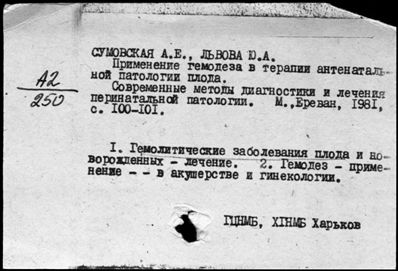 СУМОВСКАЯ А.Е., ЛЬВОВА Ю.А.
Применение гемодеза в терапии антенаталь-
ной патологии плода.
А2
250
Современные методы диагностики и лечения
перинатальной патологии. М.,Ереван, 1981,
с. 100-101.
1. Гемолитические заболевания плода и но-
ворожденных - лечение. 2. Гемодез - приме-
нение - - в акушерстве и гинекологии.
ГЦНМБ, ХГНМБ Харьков